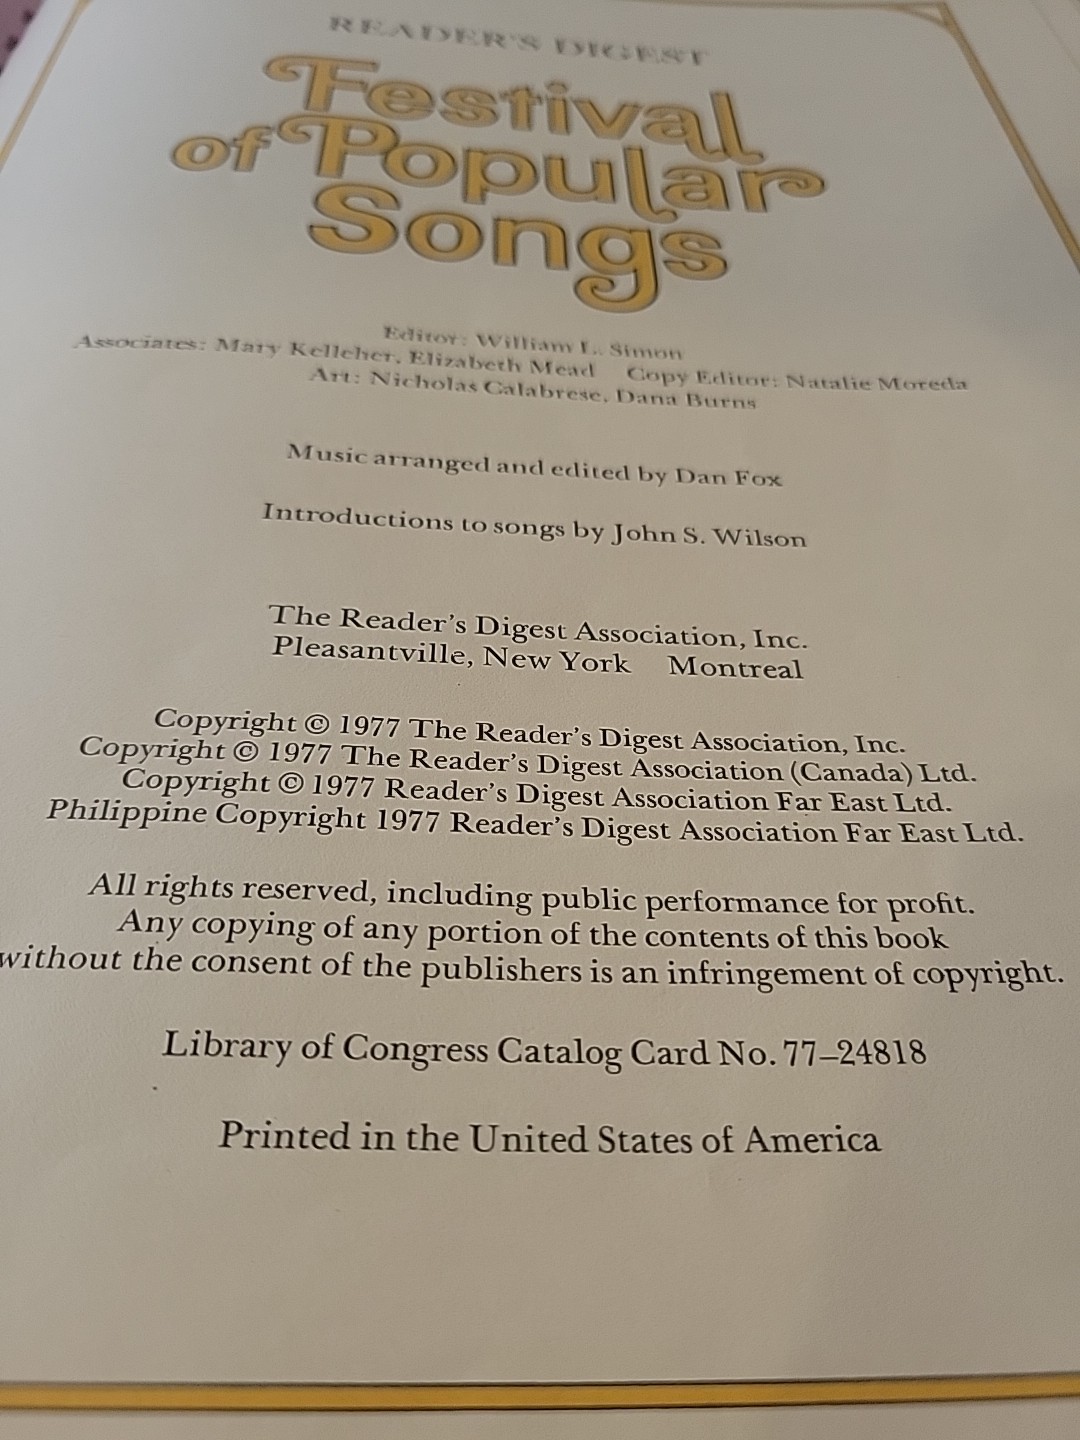 READER'S DIGEST
Festival
of Popular
Songs
Editor: William L. Simon
Associates: Mary Kelleher, Elizabeth Mead Copy Editor: Natalie Moreda
Art: Nicholas Calabrese, Dana Burns
Music arranged and edited by Dan Fox
Introductions to songs by John S. Wilson
The Reader's Digest Association, Inc.
Pleasantville, New York Montreal
Copyright © 1977 The Reader's Digest Association, Inc.
Copyright © 1977 The Reader's Digest Association (Canada) Ltd.
Copyright © 1977 Reader's Digest Association Far East Ltd.
Philippine Copyright 1977 Reader's Digest Association Far East Ltd.
All rights reserved, including public performance for profit.
Any copying of any portion of the contents of this book
without the consent of the publishers is an infringement of copyright.
Library of Congress Catalog Card No. 77–24818
Printed in the United States of America